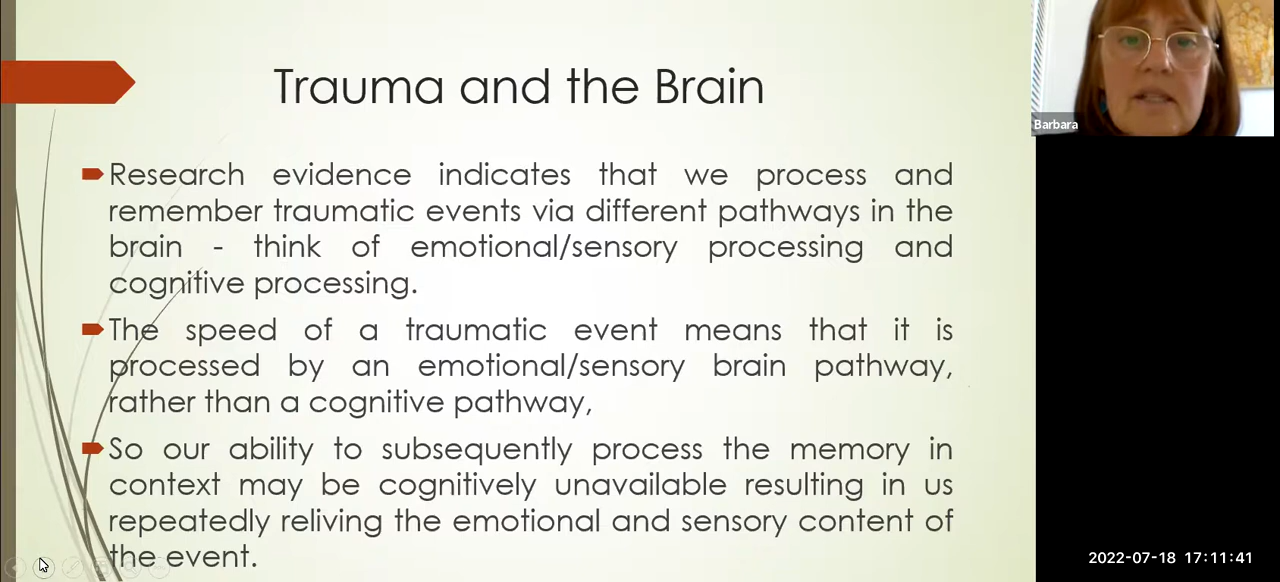 Trauma and the Brain
Barbara
Research evidence indicates that we process and
remember traumatic events via different pathways in the
brain - think of emotional/sensory processing and
cognitive processing.
The speed of a traumatic event means that it is
processed by an emotional/sensory brain pathway,
rather than a cognitive pathway,
So our ability to subsequently process the memory in
context may be cognitively unavailable resulting in us
repeatedly reliving the emotional and sensory content of
the event.
2022-07-18 17:11:41